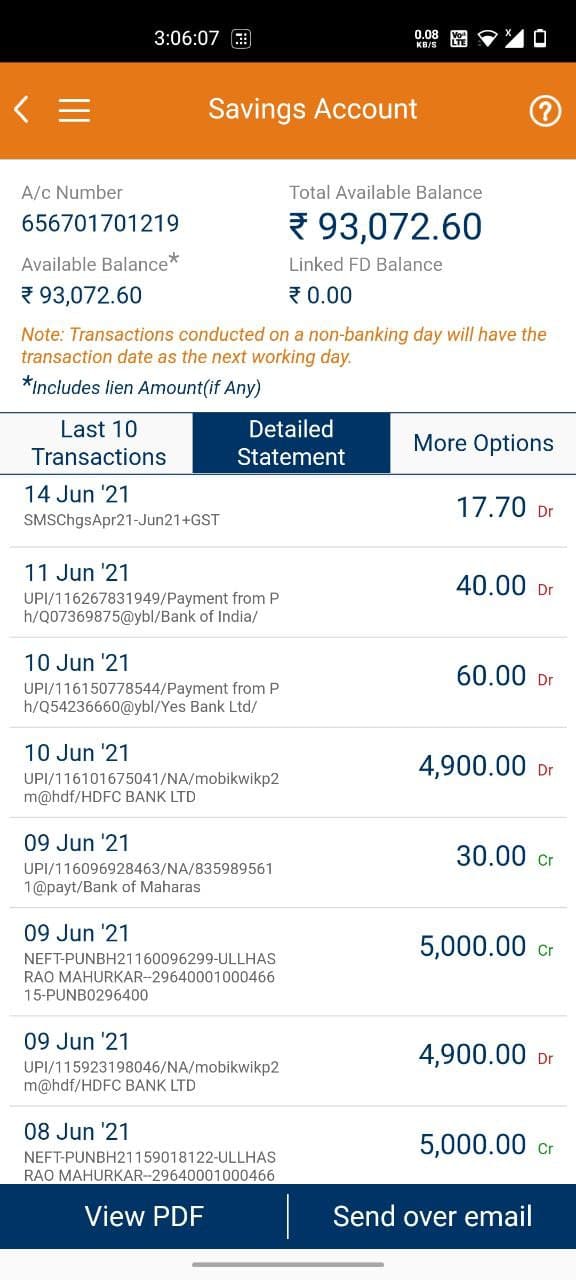 3:06:07
0.08
KB/S
Vo
LTE
X
Savings Account
?
A/c Number
Total Available Balance
656701701219
₹ 93,072.60
Available Balance*
Linked FD Balance
₹ 93,072.60
₹ 0.00
Note: Transactions conducted on a non-banking day will have the
transaction date as the next working day.
*Includes lien Amount(if Any)
Last 10
Transactions
Detailed
Statement
More Options
14 Jun '21
SMSChgsApr21-Jun21+GST
17.70 Dr
11 Jun '21
UPI/116267831949/Payment from P
h/Q07369875@ybl/Bank of India/
40.00 Dr
10 Jun '21
UPI/116150778544/Payment from P
h/Q54236660@ybl/Yes Bank Ltd/
60.00 Dr
10 Jun '21
UPI/116101675041/NA/mobikwikp2
m@hdf/HDFC BANK LTD
4,900.00 Dr
09 Jun '21
UPI/116096928463/NA/835989561
1@payt/Bank of Maharas
30.00 Cr
09 Jun '21
NEFT-PUNBH21160096299-ULLHAS
RAO MAHURKAR--29640001000466
15-PUNB0296400
5,000.00 Cr
09 Jun '21
UPI/115923198046/NA/mobikwikp2
m@hdf/HDFC BANK LTD
4,900.00 Dr
08 Jun '21
NEFT-PUNBH21159018122-ULLHAS
RAO MAHURKAR--29640001000466
5,000.00 Cr
View PDF
Send over email